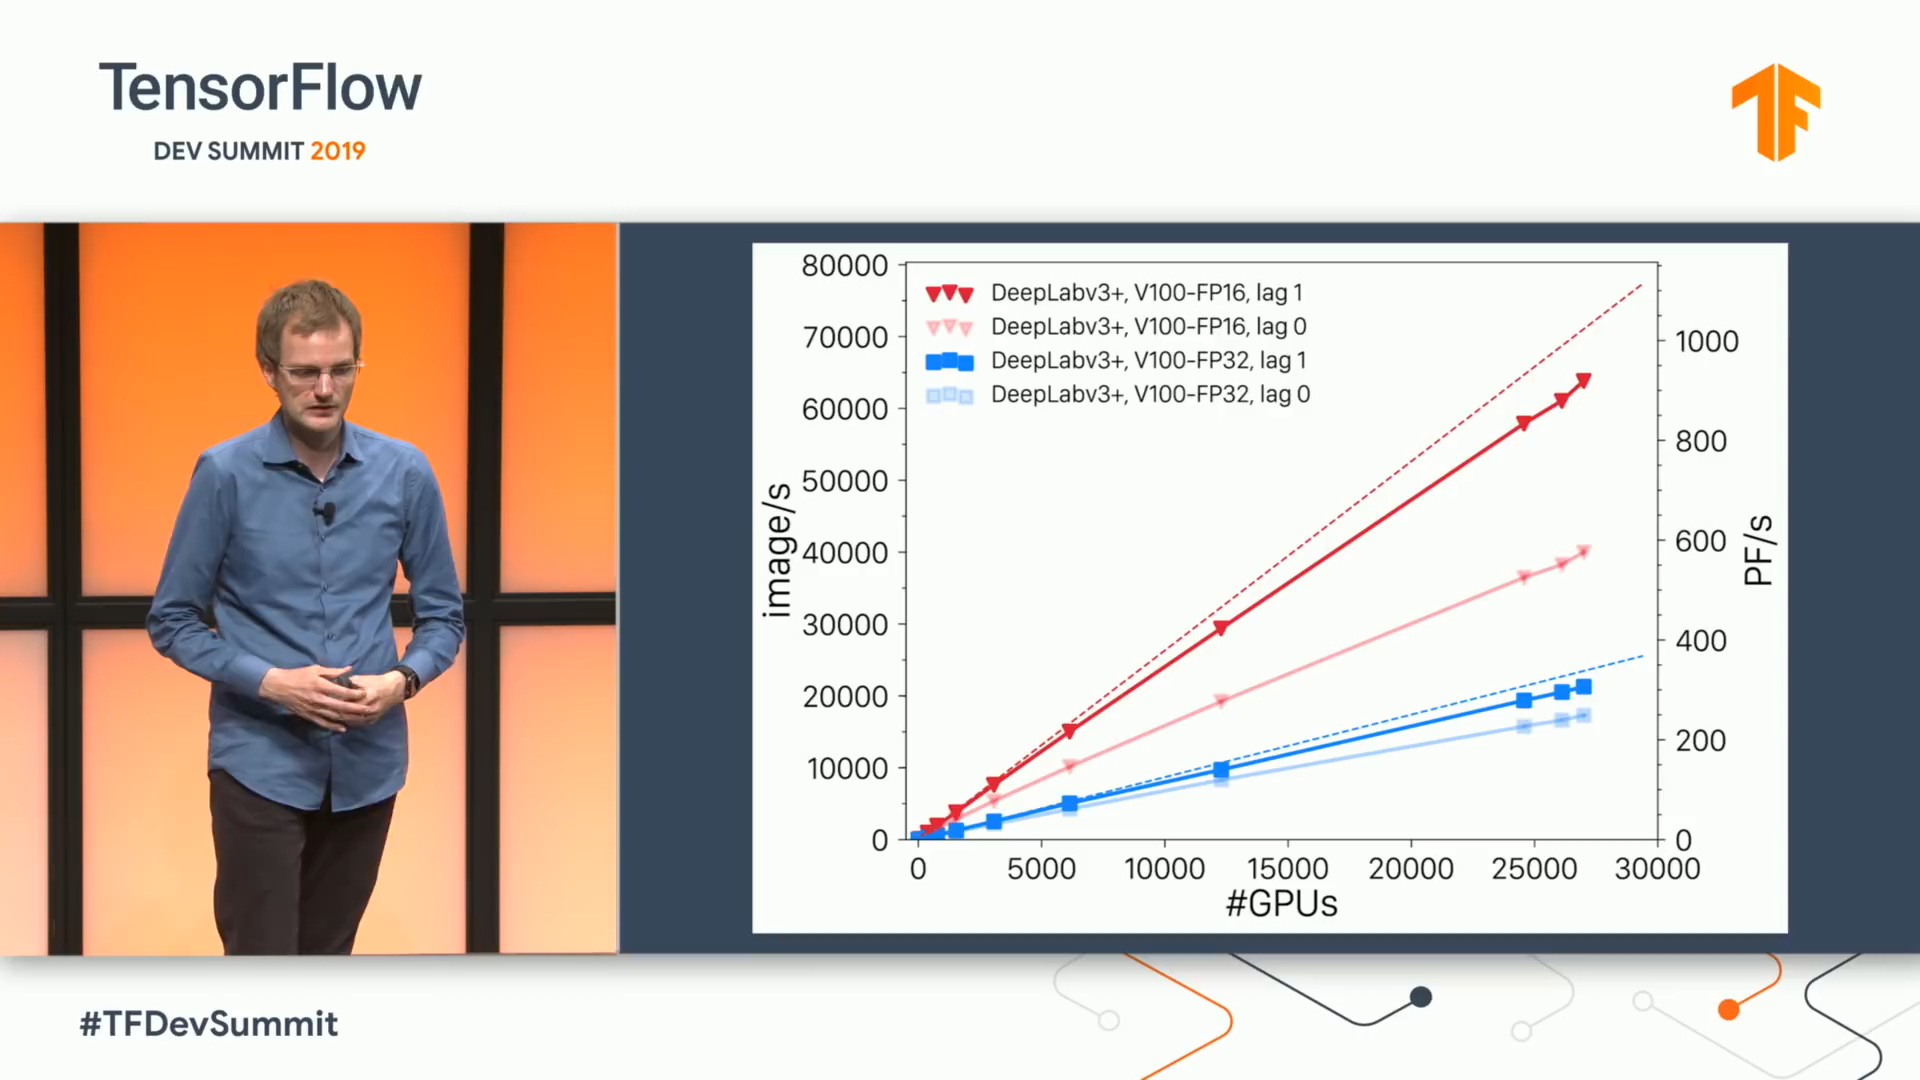 TensorFlow
DEV SUMMIT 2019
80000
70000
60000
50000
40000
30000
20000
10000
0
image/s
DeepLabv3+, V100-FP16, lag 1
DeepLabv3+, V100-FP16, lag 0
DeepLabv3+, V100-FP32, lag 1
DeepLabv3+, V100-FP32, lag 0
1000
800
600
400
200
0
PF/s
0 5000 10000 15000 20000 25000 30000
#GPUs
#TFDevSummit